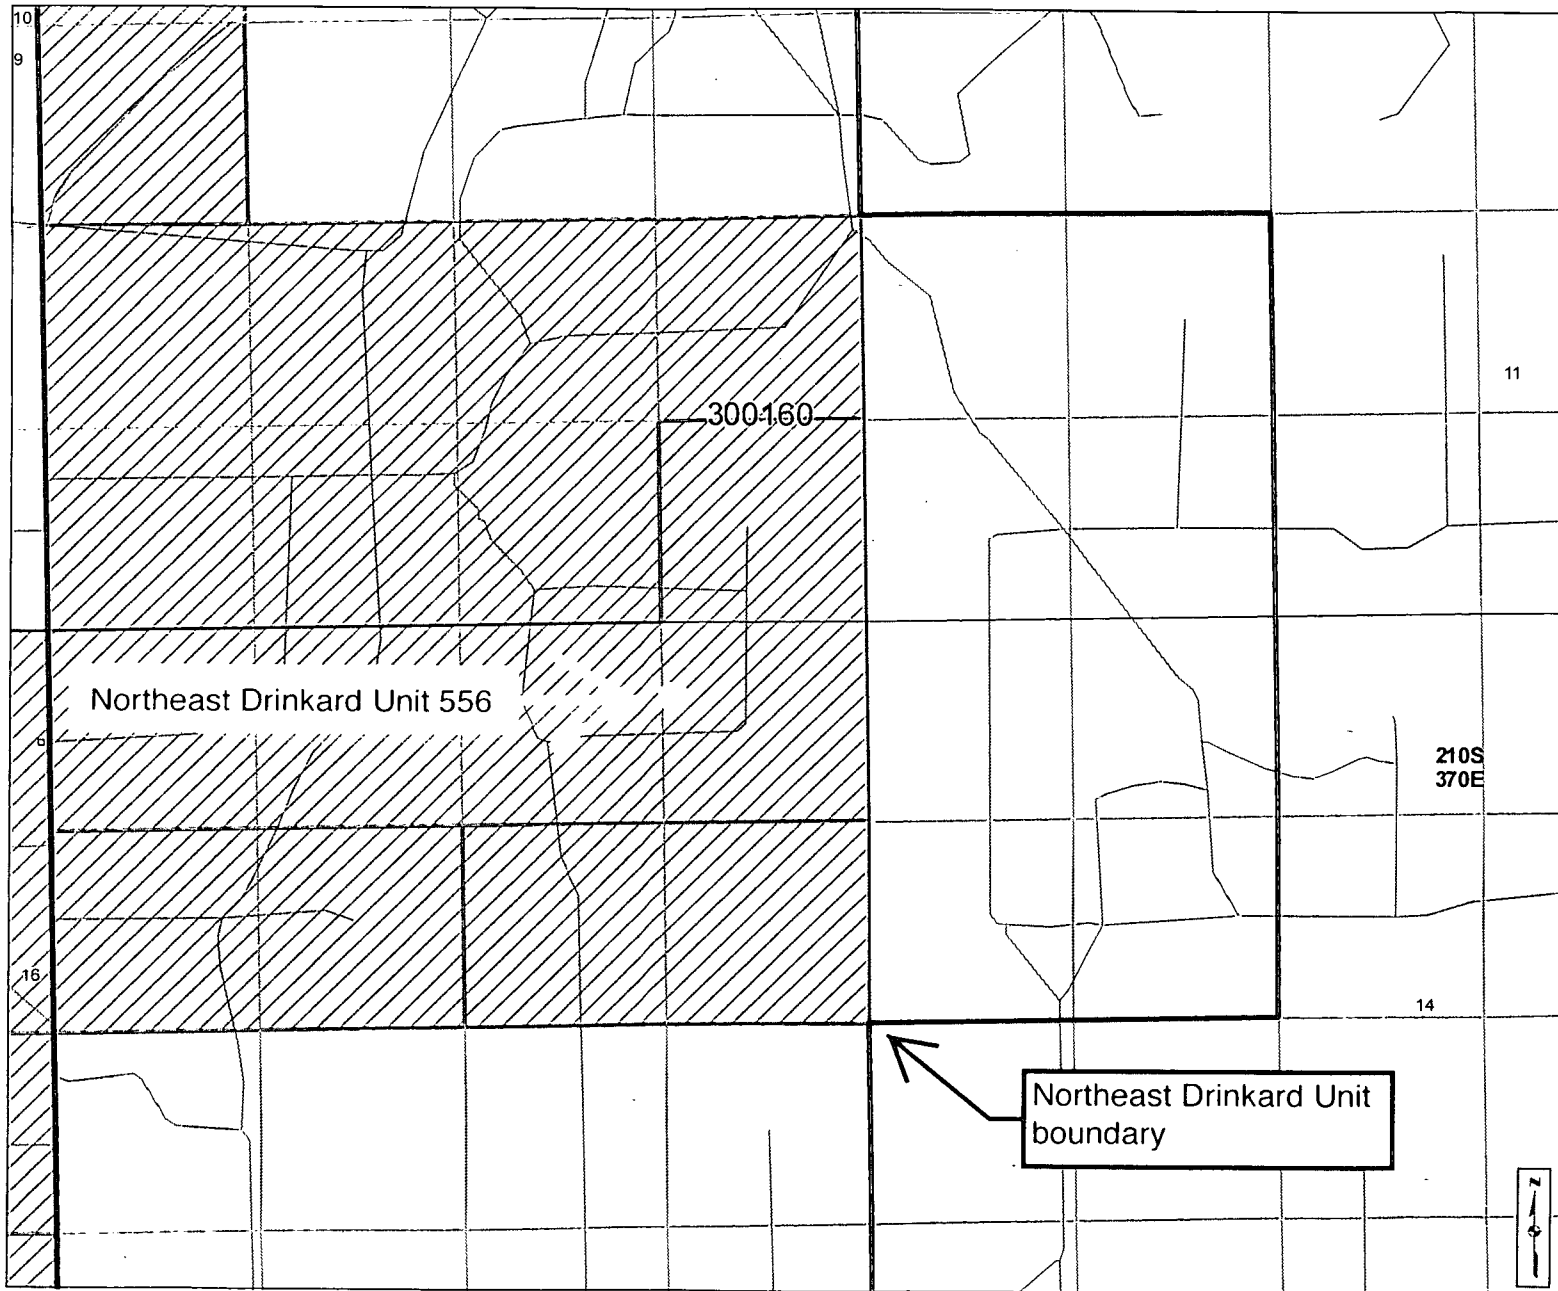 10
9
300160
11
Northeast Drinkard Unit 556
210S
370E
16
14
Northeast Drinkard Unit
boundary
N